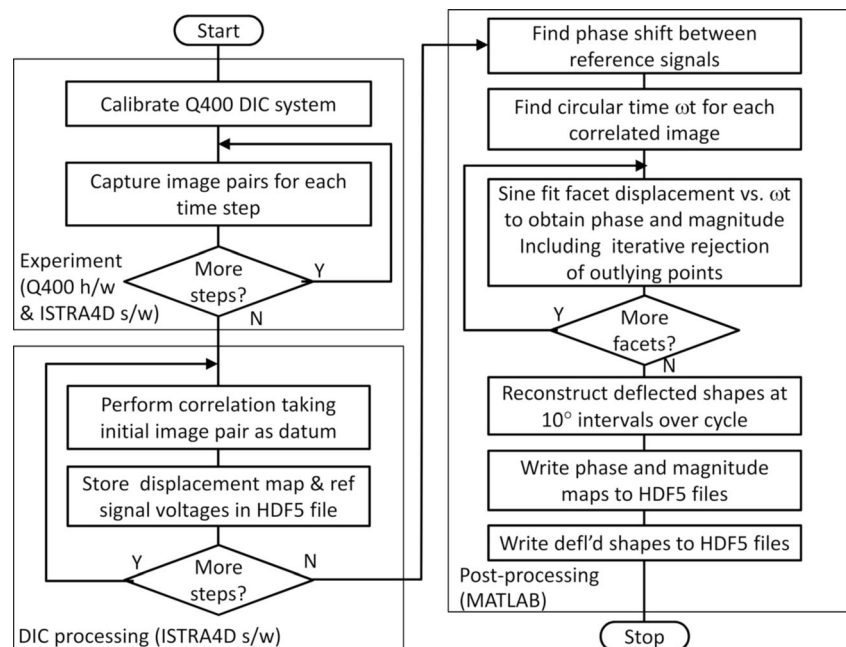 Start
Calibrate Q400 DIC system
Capture image pairs for each
time step
More
steps?
Y
N
Experiment
(Q400 h/w
& ISTRA4D s/w)
Perform correlation taking
initial image pair as datum
Store displacement map & ref
signal voltages in HDF5 file
Y
More
steps?
N
DIC processing (ISTRA4D s/w)
Find phase shift between
reference signals
Find circular time ωt for each
correlated image
Sine fit facet displacement vs. ωt
to obtain phase and magnitude
Including iterative rejection
of outlying points
Y
More
facets?
N
Reconstruct deflected shapes at
10° intervals over cycle
Write phase and magnitude
maps to HDF5 files
Write defl'd shapes to HDF5 files
Post-processing
(MATLAB)
Stop